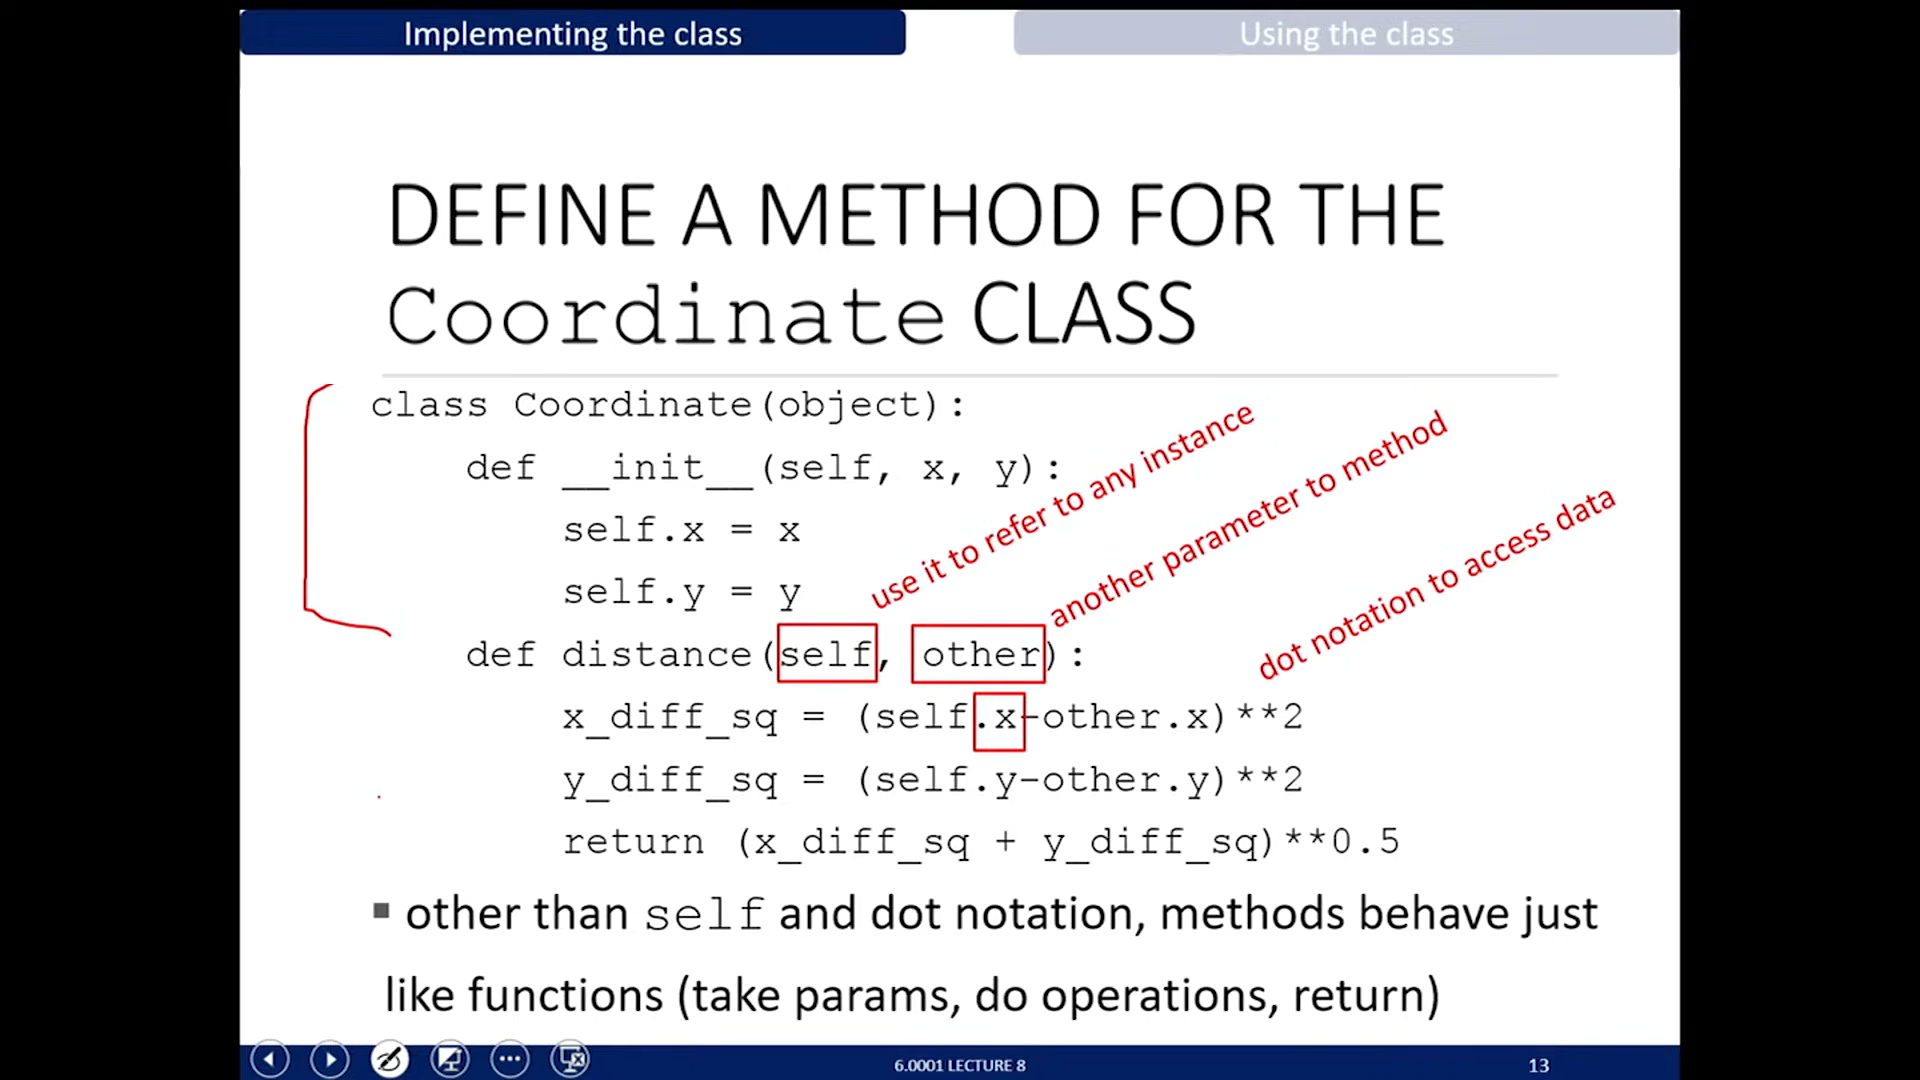 Implementing the class
Using the class
DEFINE A METHOD FOR THE
Coordinate CLASS
class Coordinate(object):
def __init__(self, x, y):
self.x = x
self.y = y
use it to refer to any instance
another parameter to method
dot notation to access data
def distance(self, other):
x_diff_sq = (self.x-other.x)**2
y_diff_sq = (self.y-other.y)**2
return (x_diff_sq + y_diff_sq)**0.5
▪ other than self and dot notation, methods behave just
like functions (take params, do operations, return)
6.0001 LECTURE 8
13